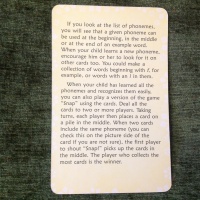 If you look at the list of phonemes,
you will see that a given phoneme can
be used at the beginning, in the middle
or at the end of an example word.
When your child learns a new phoneme,
encourage him or her to look for it on
other cards too. You could make a
collection of words beginning with f, for
example, or words with an l in them.
When your child has learned all the
phonemes and recognizes them easily,
you can also play a version of the game
"Snap" using the cards. Deal all the
cards to two or more players. Taking
turns, each player then places a card on
a pile in the middle. When two cards
include the same phoneme (you can
check this on the picture side of the
card if you are not sure), the first player
to shout "Snap!" picks up the cards in
the middle. The player who collects the
most cards is the winner.